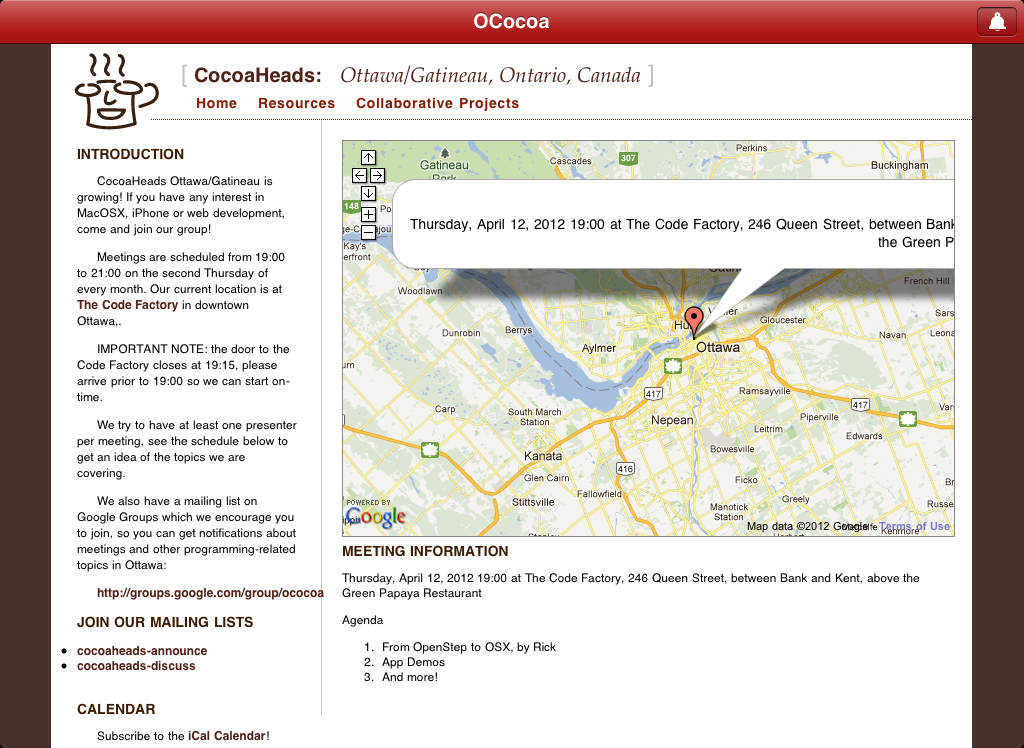 OCocoa
[ CocoaHeads: Ottawa/Gatineau, Ontario, Canada ]
Home Resources Collaborative Projects
INTRODUCTION
CocoaHeads Ottawa/Gatineau is
growing! If you have any interest in
MacOSX, iPhone or web development,
come and join our group!
Meetings are scheduled from 19:00
to 21:00 on the second Thursday of
every month. Our current location is at
The Code Factory in downtown
Ottawa,.
IMPORTANT NOTE: the door to the
Code Factory closes at 19:15, please
arrive prior to 19:00 so we can start on-
time.
We try to have at least one presenter
per meeting, see the schedule below to
get an idea of the topics we are
covering.
We also have a mailing list on
Google Groups which we encourage you
to join, so you can get notifications about
meetings and other programming-related
topics in Ottawa:
http://groups.google.com/group/ococoa
JOIN OUR MAILING LISTS
• cocoaheads-announce
• cocoaheads-discuss
CALENDAR
Subscribe to the iCal Calendar!
Perkins
307
Cascades
Gatineau
Park
Buckingham
148
Kay's
erfront
Thursday, April 12, 2012 19:00 at The Code Factory, 246 Queen Street, between Bank
the Green P
French Hill
Woodlawn
Gloucester
Dunrobin
Berrys
Navan
Aylmer
Ottawa
Ramsayville
417
417
Carp
South March
Station
Nepean
Piperville
Leitrim
Edwards
Bowesville
Kanata
416
Glen Cairn
Ficko
Fallowfield
Greely
Stittsville
Manotick
Station
POWERED BY
Google
Map data ©2012 Google - Terms of Use
Kenmore
MEETING INFORMATION
Thursday, April 12, 2012 19:00 at The Code Factory, 246 Queen Street, between Bank and Kent, above the
Green Papaya Restaurant
Agenda
1. From OpenStep to OSX, by Rick
2. App Demos
3. And more!